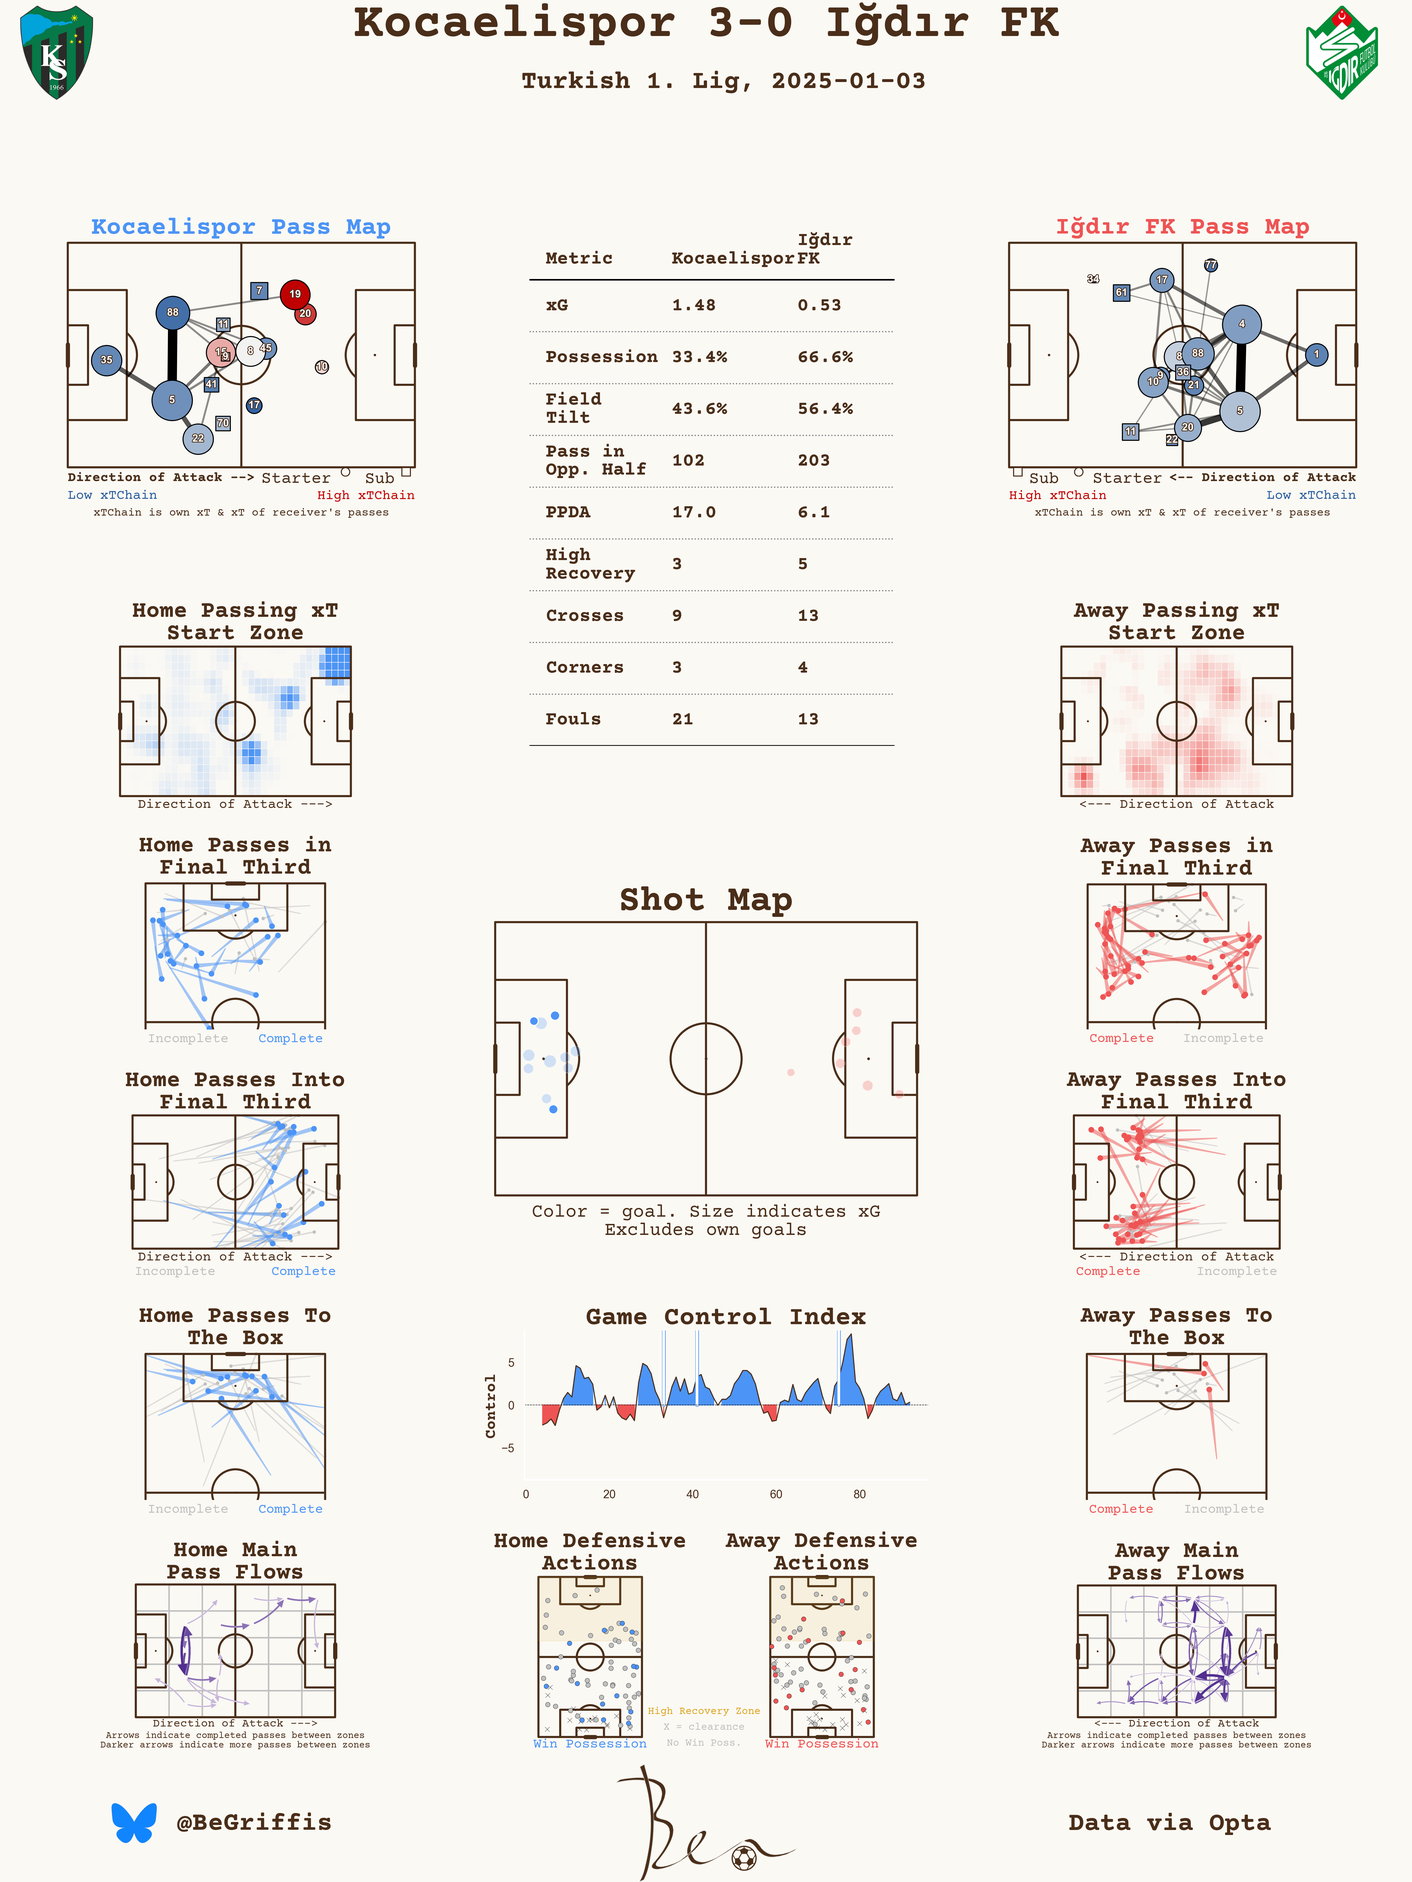 Kocaelispor 3-0 Iğdır FK
Turkish 1. Lig, 2025-01-03
KS
1966
IGDIR
FUTBOL
KULÜBÜ
Kocaelispor Pass Map
7
19
20
88
11
15
9
8
45
35
10
41
5
17
70
22
Direction of Attack --> Starter Sub
Low xTChain High xTChain
xTChain is own xT & xT of receiver's passes
Metric Kocaelispor Iğdır FK
xG 1.48 0.53
Possession 33.4% 66.6%
Field Tilt 43.6% 56.4%
Pass in Opp. Half 102 203
PPDA 17.0 6.1
High Recovery 3 5
Crosses 9 13
Corners 3 4
Fouls 21 13
Iğdır FK Pass Map
34
61
17
77
4
8
88
1
9
10
36
21
5
11
22
20
Sub Starter <-- Direction of Attack
High xTChain Low xTChain
xTChain is own xT & xT of receiver's passes
Home Passing xT
Start Zone
Direction of Attack --->
Away Passing xT
Start Zone
<--- Direction of Attack
Home Passes in
Final Third
Incomplete Complete
Away Passes in
Final Third
Complete Incomplete
Shot Map
Color = goal. Size indicates xG
Excludes own goals
Home Passes Into
Final Third
Direction of Attack --->
Incomplete Complete
Away Passes Into
Final Third
<--- Direction of Attack
Complete Incomplete
Home Passes To
The Box
Incomplete Complete
Game Control Index
Control
5
0
−5
0 20 40 60 80
Away Passes To
The Box
Complete Incomplete
Home Main
Pass Flows
Direction of Attack --->
Arrows indicate completed passes between zones
Darker arrows indicate more passes between zones
Home Defensive
Actions
Win Possession
High Recovery Zone
X = clearance
No Win Poss.
Away Defensive
Actions
Win Possession
Away Main
Pass Flows
<--- Direction of Attack
Arrows indicate completed passes between zones
Darker arrows indicate more passes between zones
@BeGriffis
Ben
Data via Opta